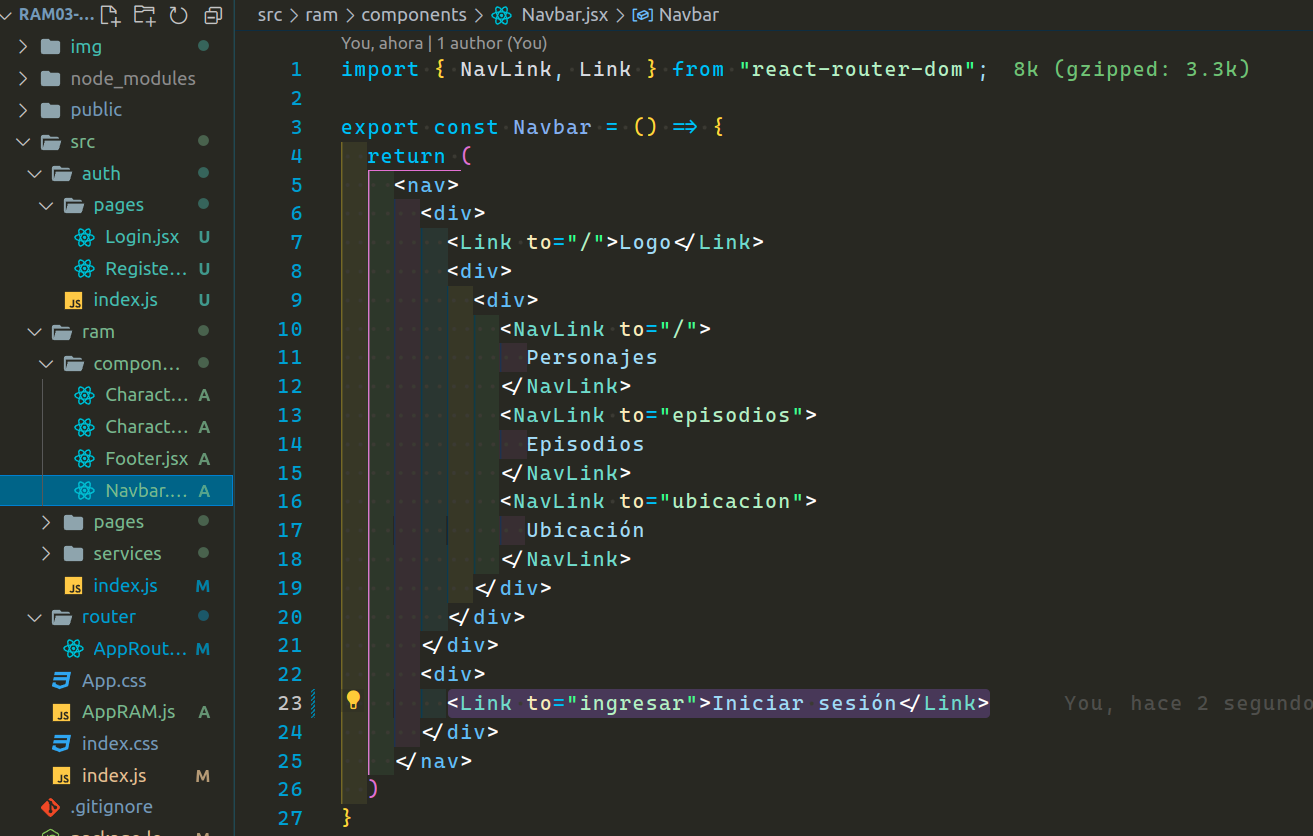 RAM03-...
img
node_modules
public
src
auth
pages
Login.jsx U
Registe... U
index.js U
ram
compon...
Charact... A
Charact... A
Footer.jsx A
Navbar.... A
pages
services
index.js M
router
AppRout... M
App.css
AppRAM.js A
index.css
index.js M
.gitignore
src > ram > components > Navbar.jsx > Navbar
You, ahora | 1 author (You)
1 import { NavLink, Link } from "react-router-dom"; 8k (gzipped: 3.3k)
2
3 export const Navbar = () => {
4 return (
5 <nav>
6 <div>
7 <Link to="/">Logo</Link>
8 <div>
9 <div>
10 <NavLink to="/">
11 Personajes
12 </NavLink>
13 <NavLink to="episodios">
14 Episodios
15 </NavLink>
16 <NavLink to="ubicacion">
17 Ubicación
18 </NavLink>
19 </div>
20 </div>
21 </div>
22 <div>
23 <Link to="ingresar">Iniciar sesión</Link> You, hace 2 segundo
24 </div>
25 </nav>
26 )
27 }